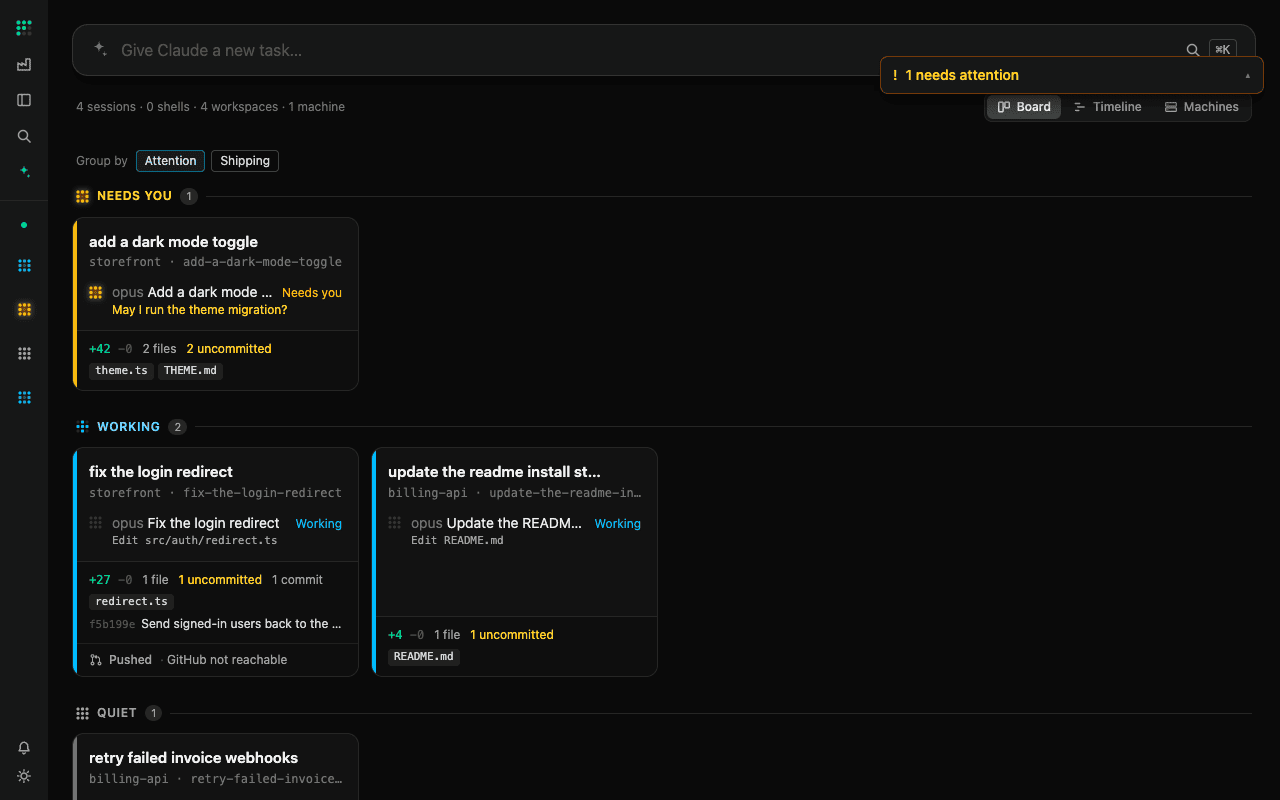 Give Claude a new task...
⌘K
! 1 needs attention
4 sessions · 0 shells · 4 workspaces · 1 machine
Board
Timeline
Machines
Group by
Attention
Shipping
NEEDS YOU 1
add a dark mode toggle
storefront · add-a-dark-mode-toggle
opus Add a dark mode ... Needs you
May I run the theme migration?
+42 −0 2 files 2 uncommitted
theme.ts THEME.md
WORKING 2
fix the login redirect
storefront · fix-the-login-redirect
opus Fix the login redirect Working
Edit src/auth/redirect.ts
+27 −0 1 file 1 uncommitted 1 commit
redirect.ts
f5b199e Send signed-in users back to the ...
Pushed · GitHub not reachable
update the readme install st...
billing-api · update-the-readme-in…
opus Update the READM... Working
Edit README.md
+4 −0 1 file 1 uncommitted
README.md
QUIET 1
retry failed invoice webhooks
billing-api · retry-failed-invoice…